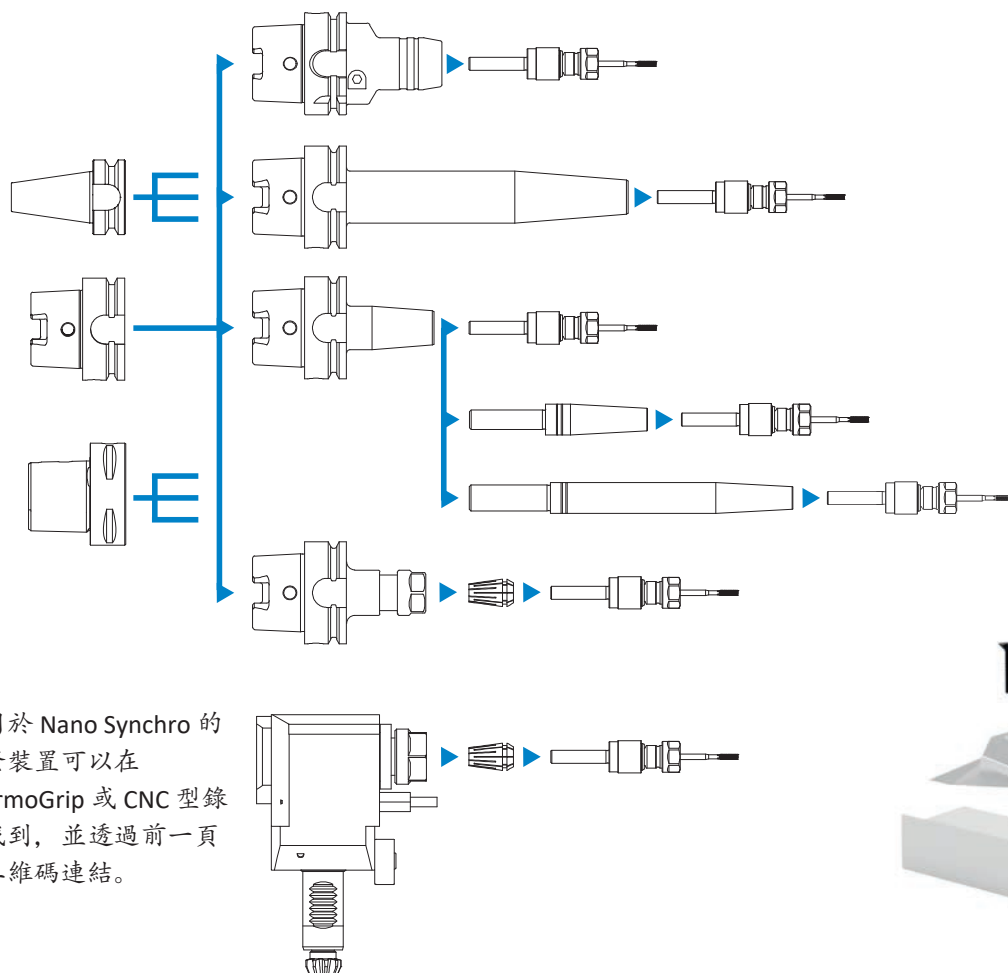 於 Nano Synchro 的
裝置可以在
rmoGrip 或 CNC 型錄
到，並透過前一頁
維碼連結。